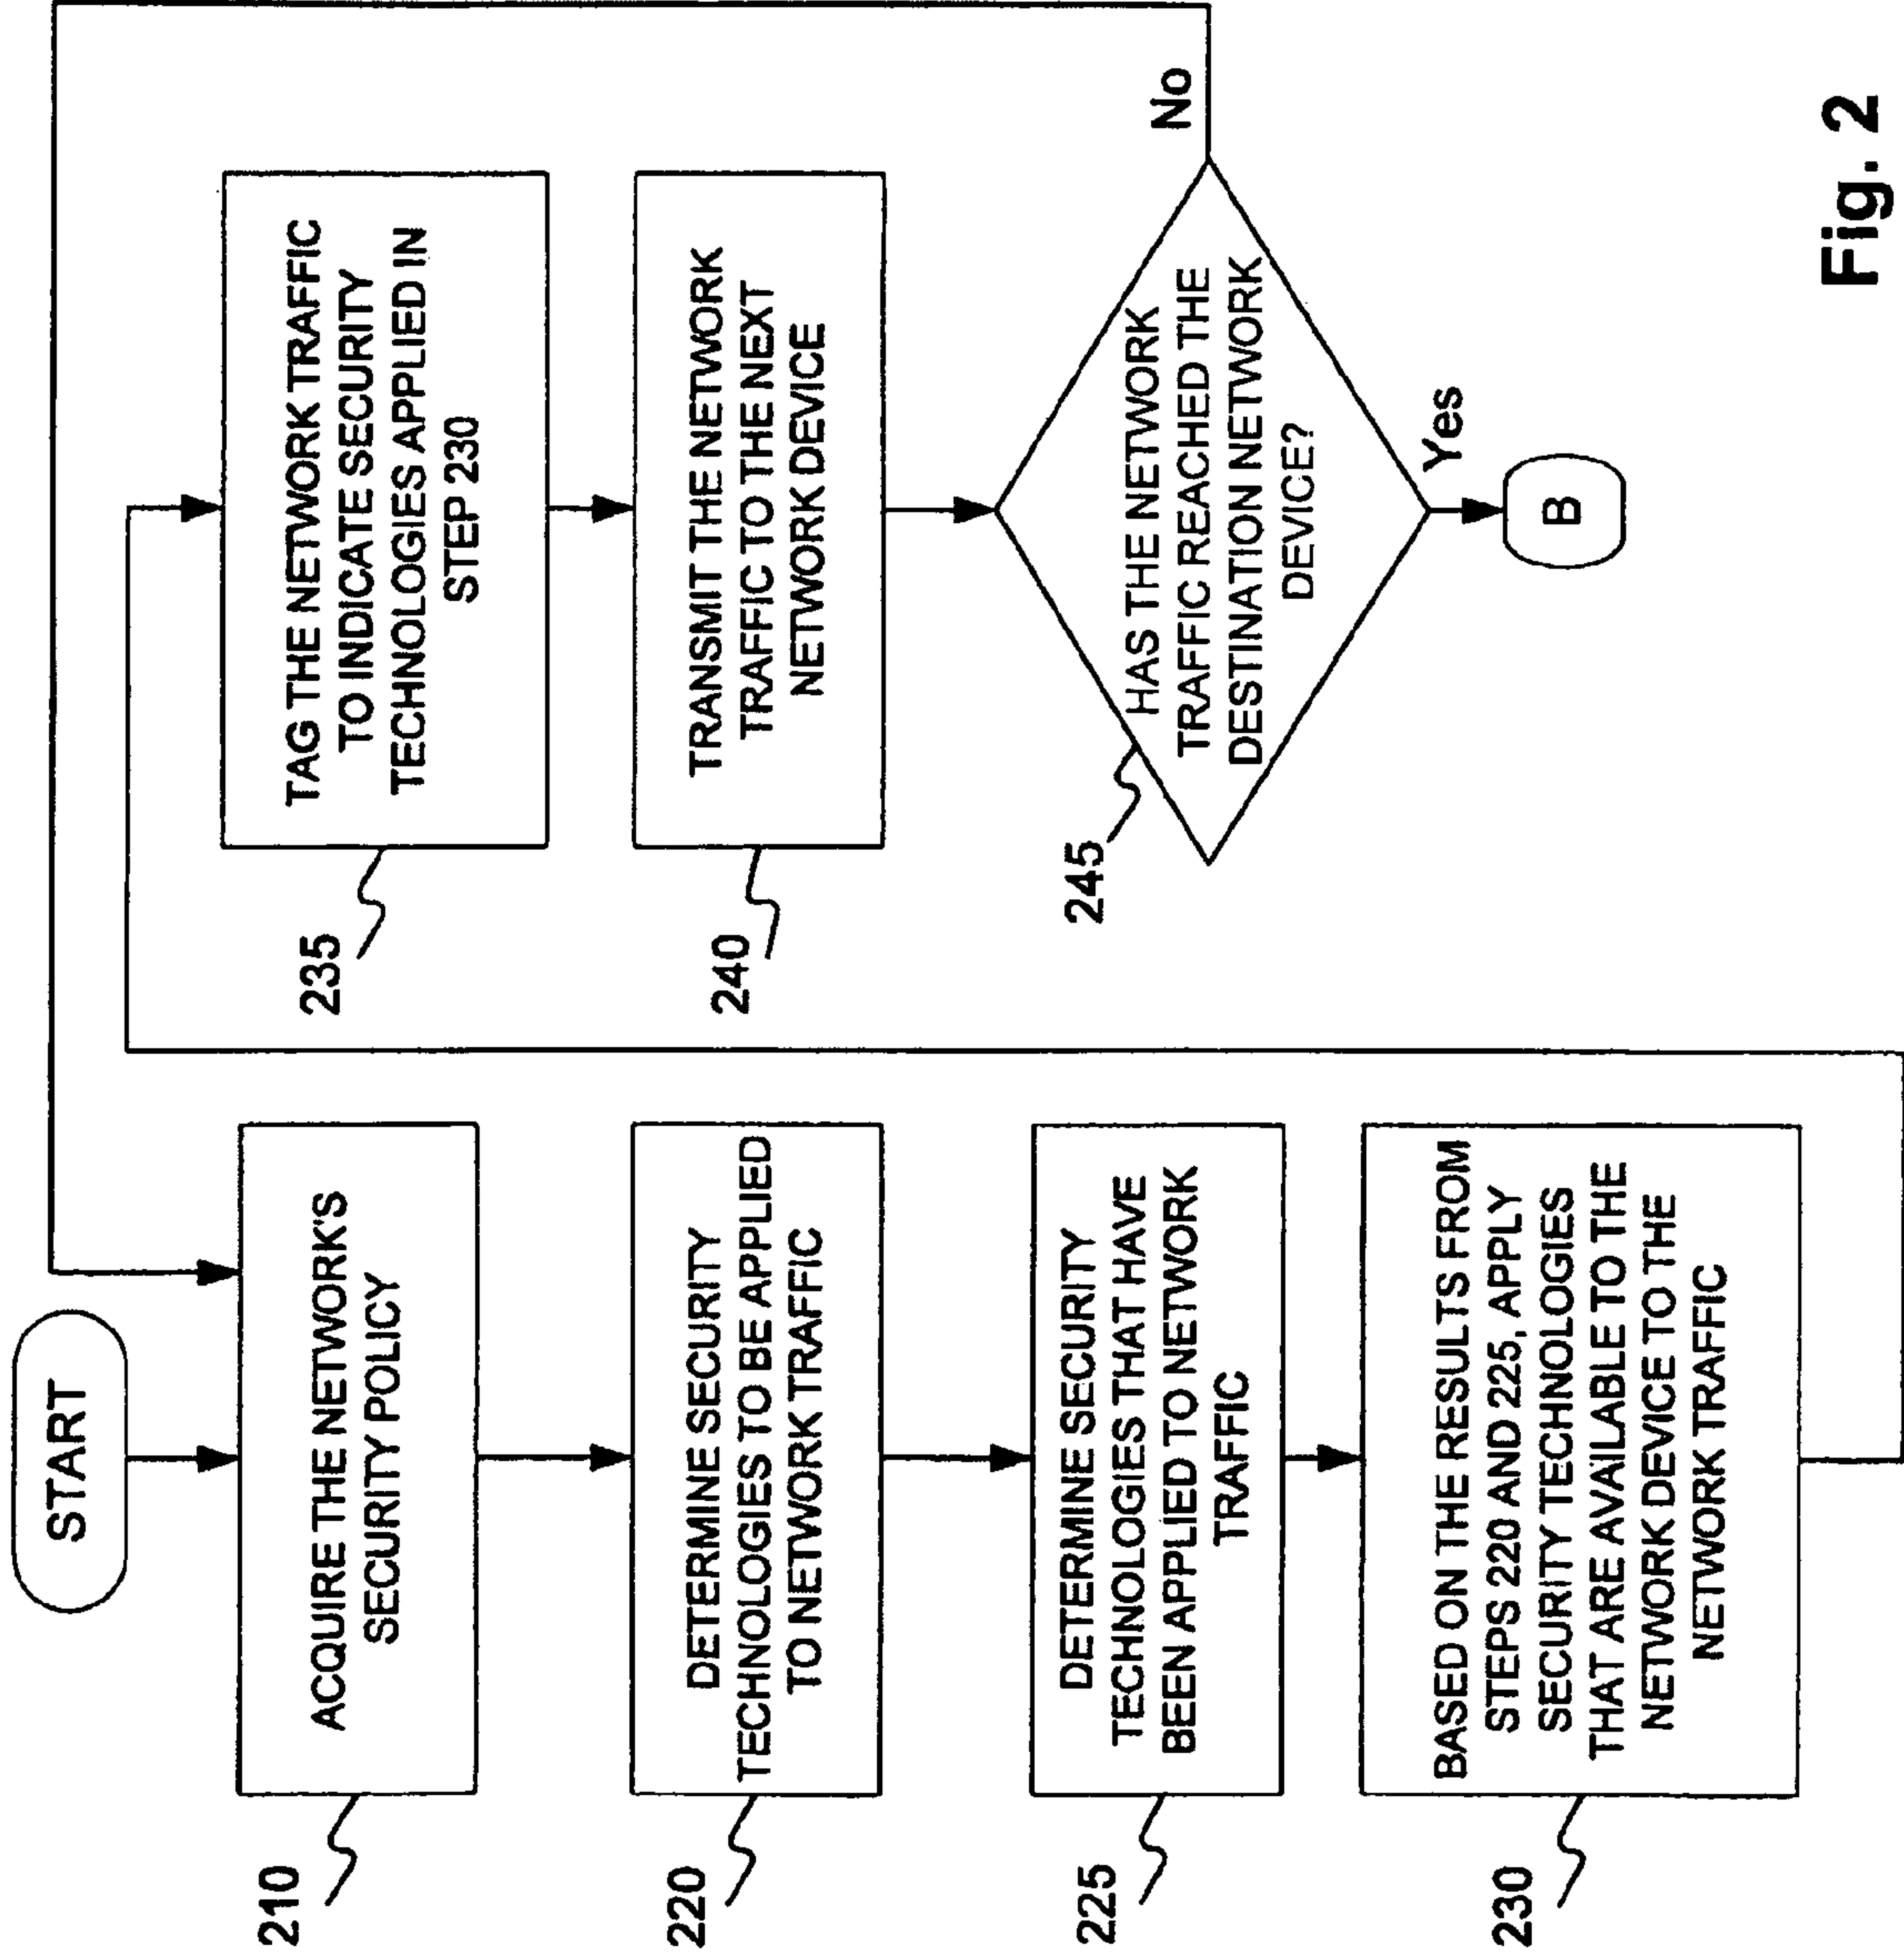 START
210
ACQUIRE THE NETWORK'S
SECURITY POLICY
220
DETERMINE SECURITY
TECHNOLOGIES TO BE APPLIED
TO NETWORK TRAFFIC
225
DETERMINE SECURITY
TECHNOLOGIES THAT HAVE
BEEN APPLIED TO NETWORK
TRAFFIC
230
BASED ON THE RESULTS FROM
STEPS 220 AND 225, APPLY
SECURITY TECHNOLOGIES
THAT ARE AVAILABLE TO THE
NETWORK DEVICE TO THE
NETWORK TRAFFIC
235
TAG THE NETWORK TRAFFIC
TO INDICATE SECURITY
TECHNOLOGIES APPLIED IN
STEP 230
240
TRANSMIT THE NETWORK
TRAFFIC TO THE NEXT
NETWORK DEVICE
245
HAS THE NETWORK
TRAFFIC REACHED THE
DESTINATION NETWORK
DEVICE?
No
Yes
B
Fig. 2